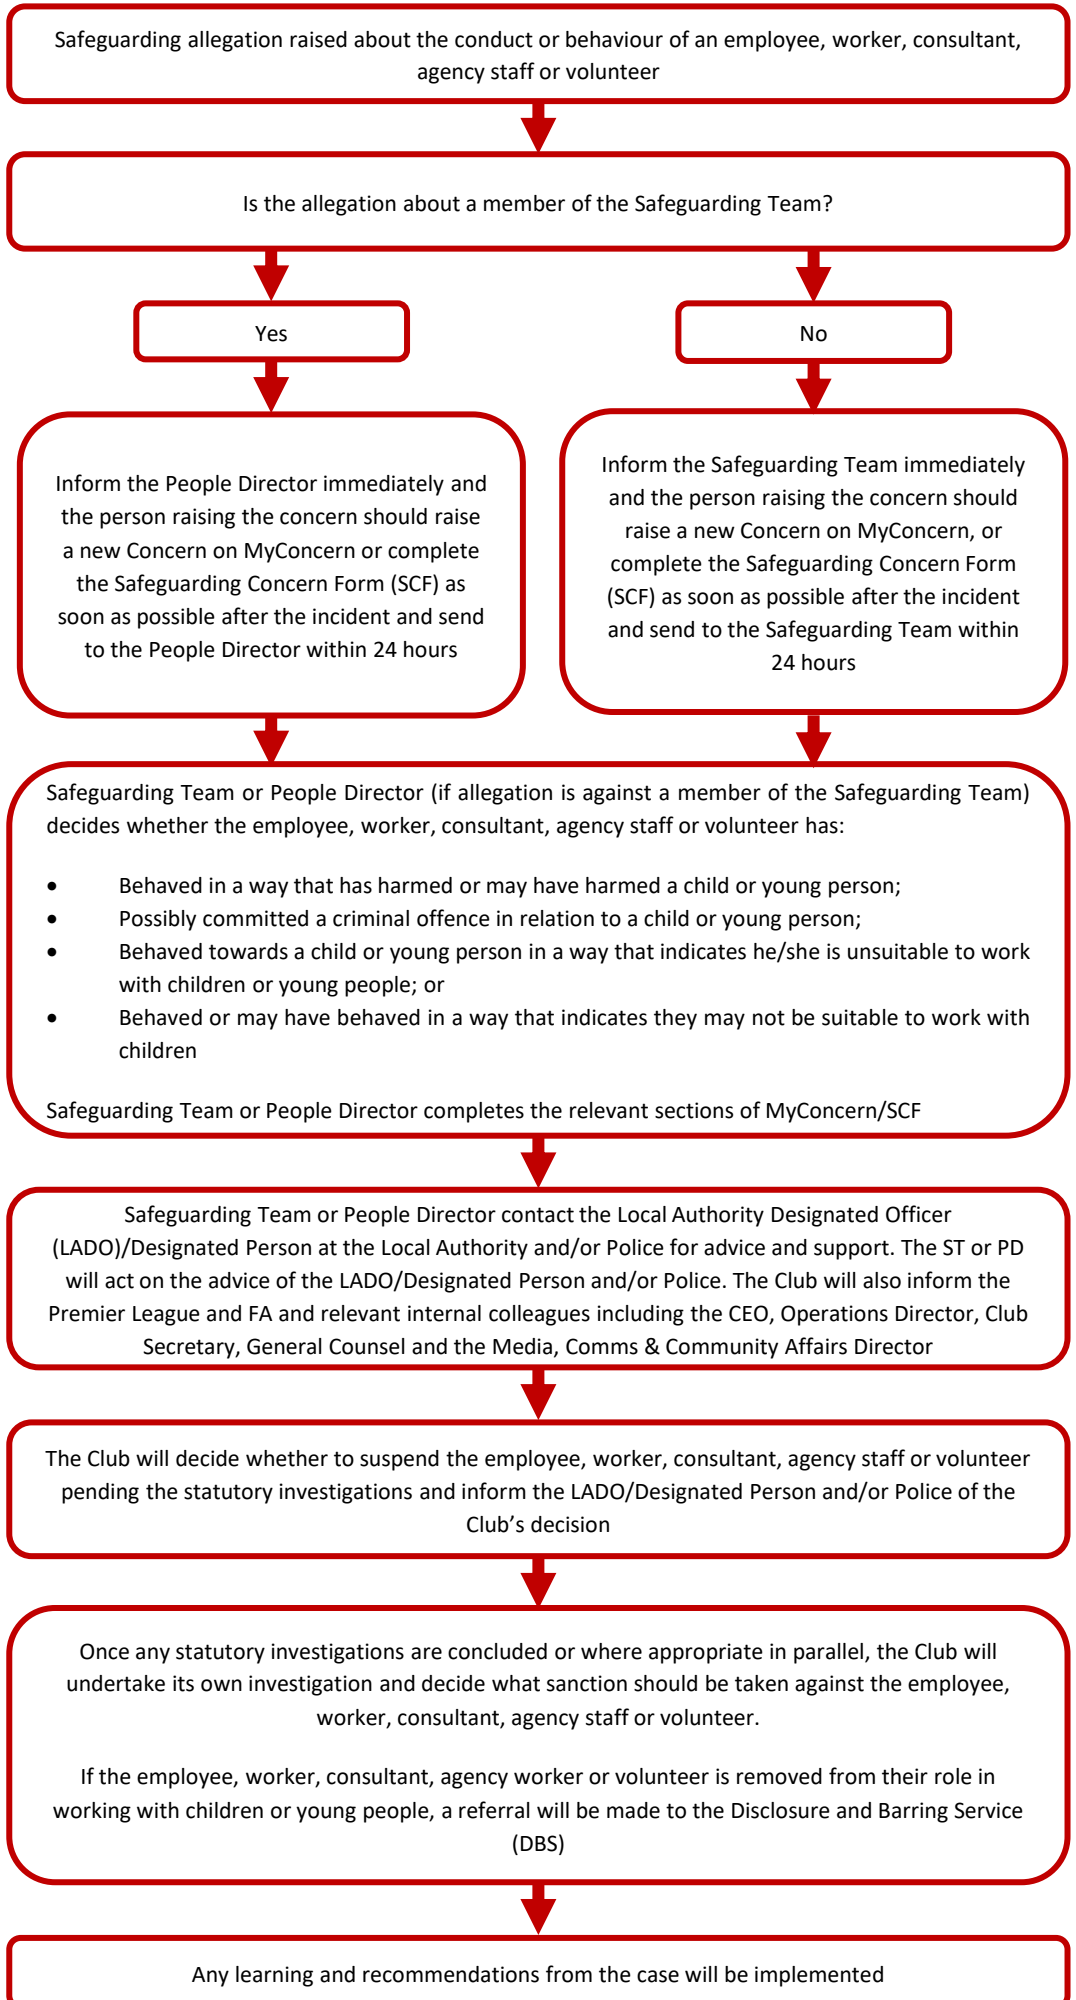 Safeguarding allegation raised about the conduct or behaviour of an employee, worker, consultant,
agency staff or volunteer
Is the allegation about a member of the Safeguarding Team?
Yes
No
Inform the People Director immediately and
the person raising the concern should raise
a new Concern on MyConcern or complete
the Safeguarding Concern Form (SCF) as
soon as possible after the incident and send
to the People Director within 24 hours
Inform the Safeguarding Team immediately
and the person raising the concern should
raise a new Concern on MyConcern, or
complete the Safeguarding Concern Form
(SCF) as soon as possible after the incident
and send to the Safeguarding Team within
24 hours
Safeguarding Team or People Director (if allegation is against a member of the Safeguarding Team)
decides whether the employee, worker, consultant, agency staff or volunteer has:
• Behaved in a way that has harmed or may have harmed a child or young person;
• Possibly committed a criminal offence in relation to a child or young person;
• Behaved towards a child or young person in a way that indicates he/she is unsuitable to work
with children or young people; or
• Behaved or may have behaved in a way that indicates they may not be suitable to work with
children
Safeguarding Team or People Director completes the relevant sections of MyConcern/SCF
Safeguarding Team or People Director contact the Local Authority Designated Officer
(LADO)/Designated Person at the Local Authority and/or Police for advice and support. The ST or PD
will act on the advice of the LADO/Designated Person and/or Police. The Club will also inform the
Premier League and FA and relevant internal colleagues including the CEO, Operations Director, Club
Secretary, General Counsel and the Media, Comms & Community Affairs Director
The Club will decide whether to suspend the employee, worker, consultant, agency staff or volunteer
pending the statutory investigations and inform the LADO/Designated Person and/or Police of the
Club’s decision
Once any statutory investigations are concluded or where appropriate in parallel, the Club will
undertake its own investigation and decide what sanction should be taken against the employee,
worker, consultant, agency staff or volunteer.
If the employee, worker, consultant, agency worker or volunteer is removed from their role in
working with children or young people, a referral will be made to the Disclosure and Barring Service
(DBS)
Any learning and recommendations from the case will be implemented